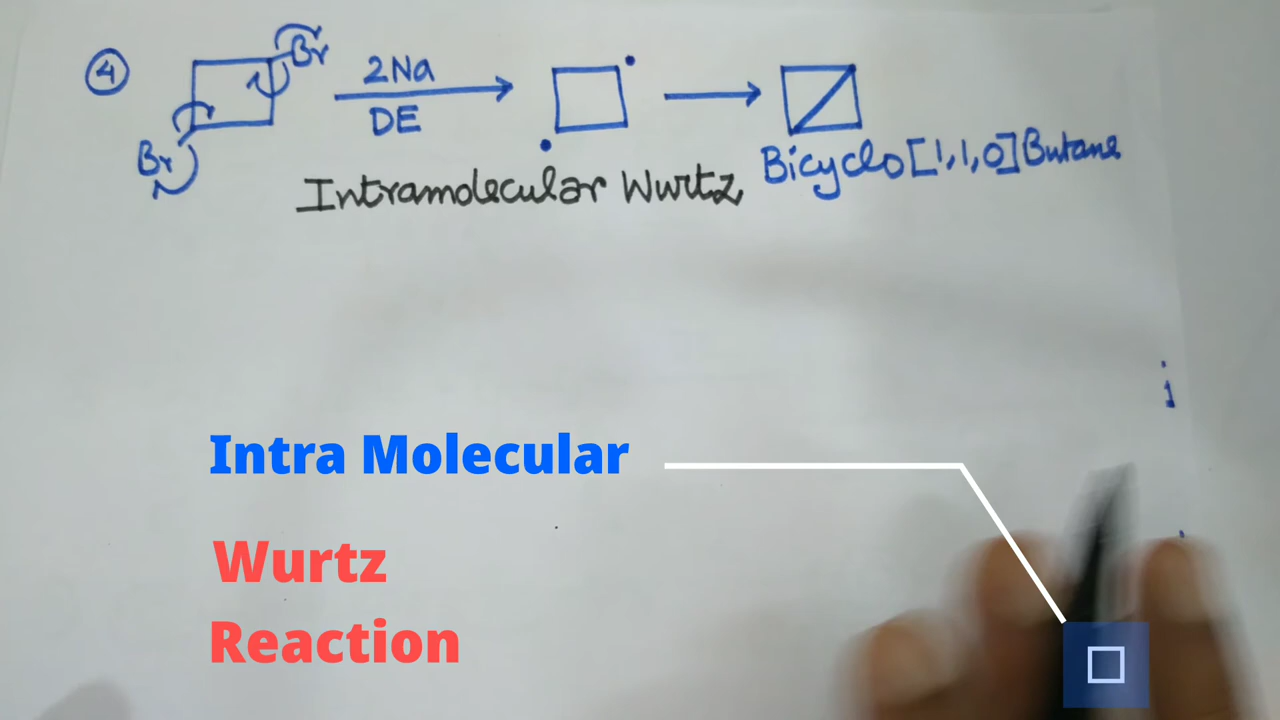 4
Br
2Na
DE
Br
Bicyclo[1,1,0]Butane
Intramolecular Wurtz
Intra Molecular
Wurtz
Reaction